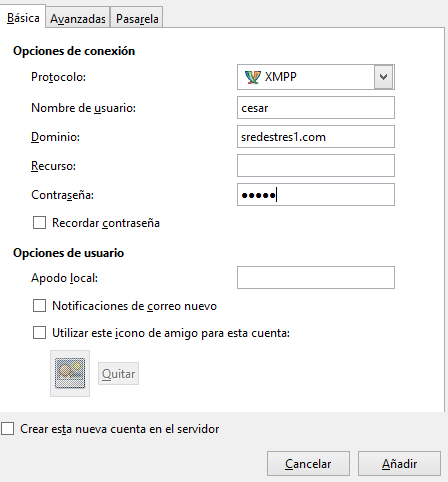 Básica Avanzadas Pasarela
Opciones de conexión
Protocolo: XMPP
Nombre de usuario: cesar
Dominio: sredestres1.com
Recurso:
Contraseña: ●●●●●
Recordar contraseña
Opciones de usuario
Apodo local:
Notificaciones de correo nuevo
Utilizar este icono de amigo para esta cuenta:
Quitar
Crear esta nueva cuenta en el servidor
Cancelar Añadir